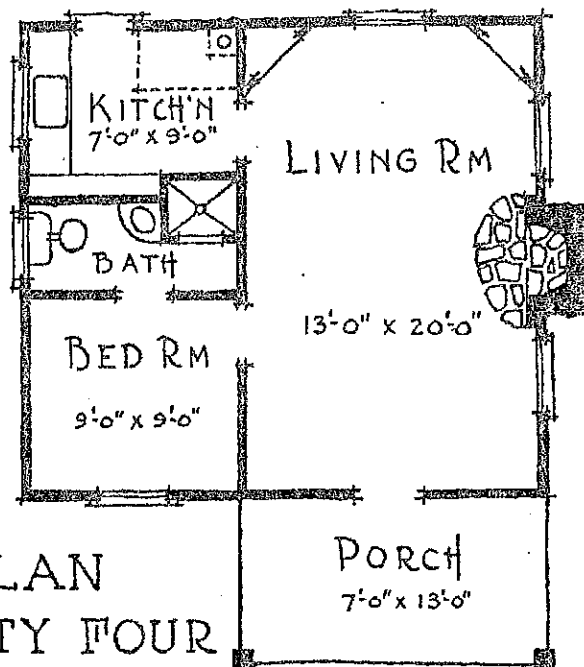 KITCH'N
7'-0" X 9'-0"
LIVING RM
BATH
13'-0" X 20'-0"
BED RM
9'-0" X 9'-0"
PORCH
7'-0" X 13'-0"
LAN
TY FOUR